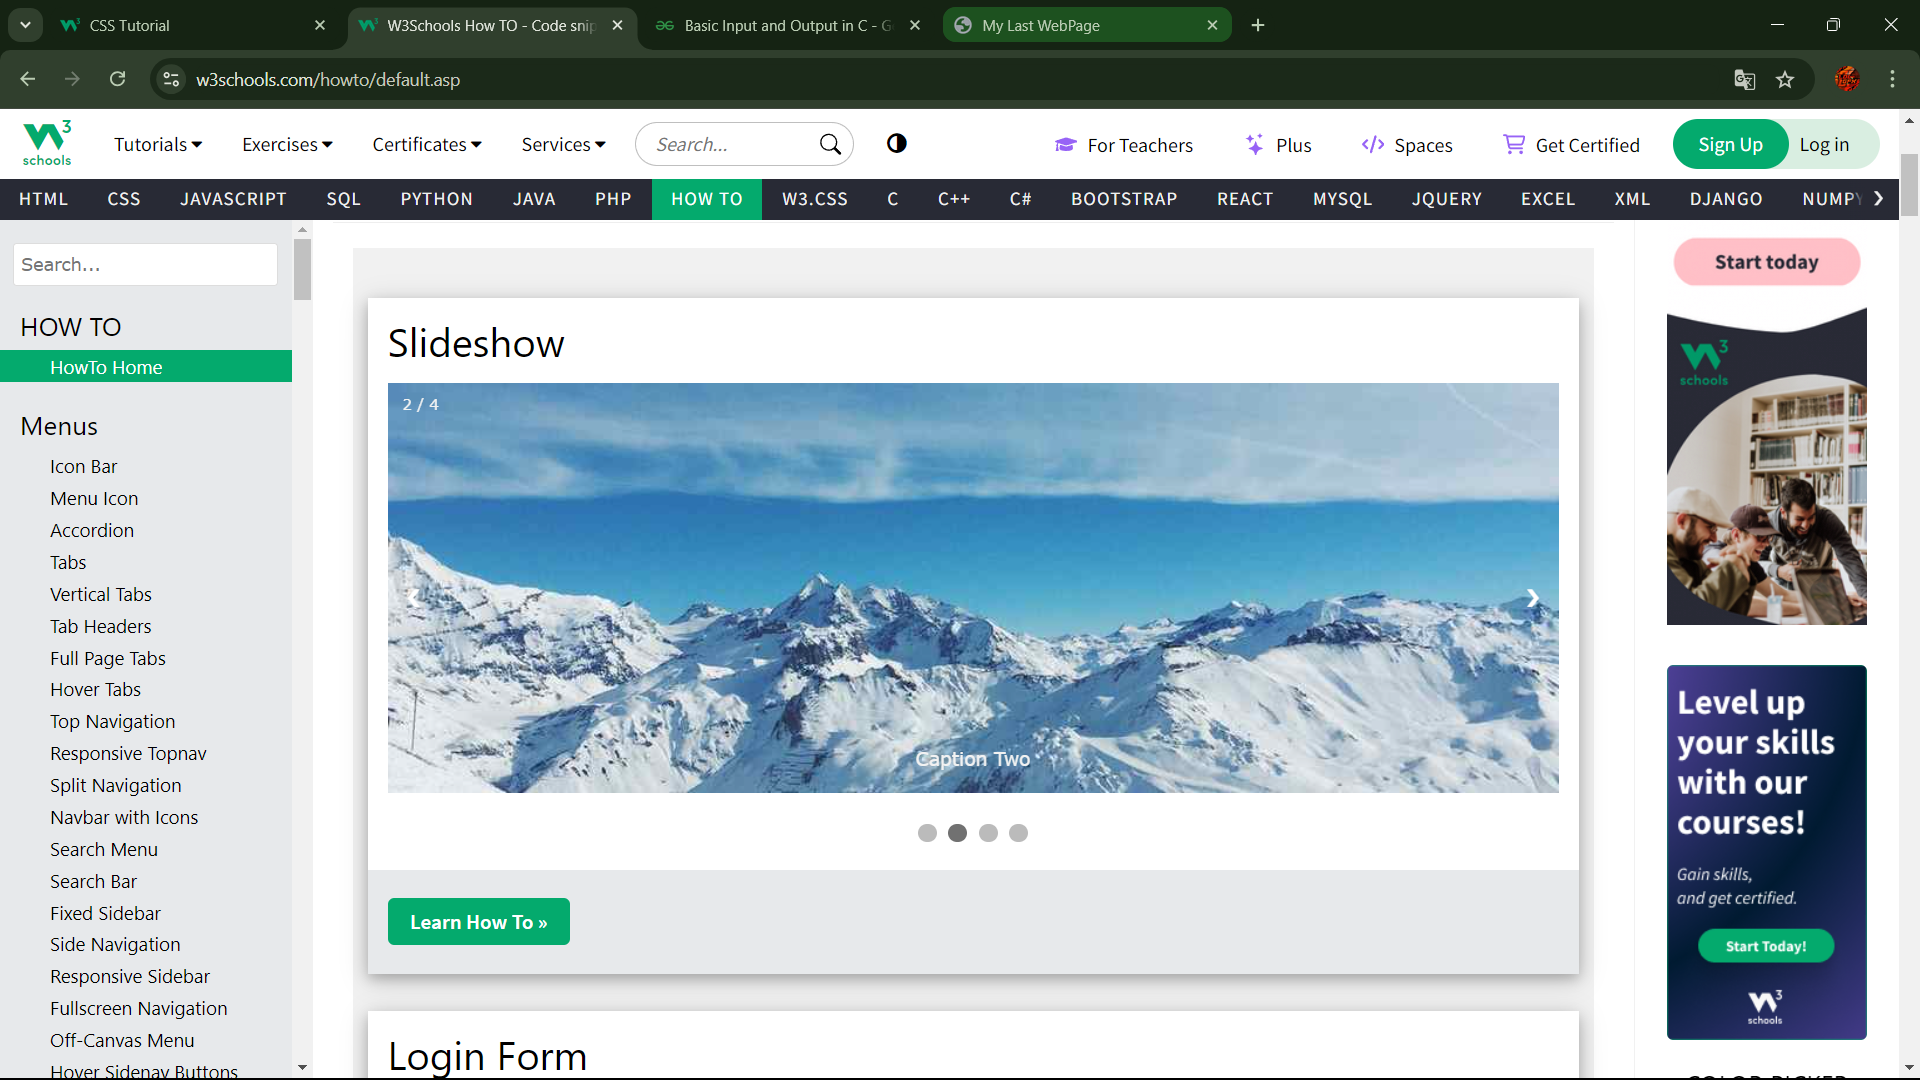 CSS Tutorial
W3Schools How TO - Code snip
Basic Input and Output in C - G
My Last WebPage
w3schools.com/howto/default.asp
W3 schools
Tutorials
Exercises
Certificates
Services
Search...
For Teachers
Plus
Spaces
Get Certified
Sign Up
Log in
HTML CSS JAVASCRIPT SQL PYTHON JAVA PHP HOW TO W3.CSS C C++ C# BOOTSTRAP REACT MYSQL JQUERY EXCEL XML DJANGO NUMPY
Search...
HOW TO
HowTo Home
Menus
Icon Bar
Menu Icon
Accordion
Tabs
Vertical Tabs
Tab Headers
Full Page Tabs
Hover Tabs
Top Navigation
Responsive Topnav
Split Navigation
Navbar with Icons
Search Menu
Search Bar
Fixed Sidebar
Side Navigation
Responsive Sidebar
Fullscreen Navigation
Off-Canvas Menu
Hover Sidenav Buttons
Slideshow
2 / 4
Caption Two
Learn How To »
Login Form
Start today
W3 schools
Level up
your skills
with our
courses!
Gain skills,
and get certified.
Start Today!
W3 schools
COLOR PICKER